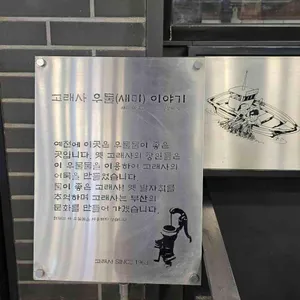 고래사 우물(새미) 이야기
예전에 이곳은 우물물이 좋은
곳입니다. 옛 고래사의 장인들은
이 우물물을 이용하여 고래사의
어묵을 만들었습니다.
물이 좋은 고래사! 옛 발자취를
추억하며 고래사는 부산의
문화를 만들어 가겠습니다.